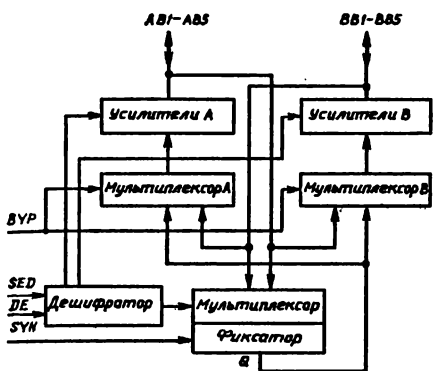 AB1-AB5 BB1-BB5
Усилители А Усилители В
Мультиплексор А Мультиплексор В
BYP
SED
DE
SYN
Дешифратор Мультиплексор
Фиксатор
Q